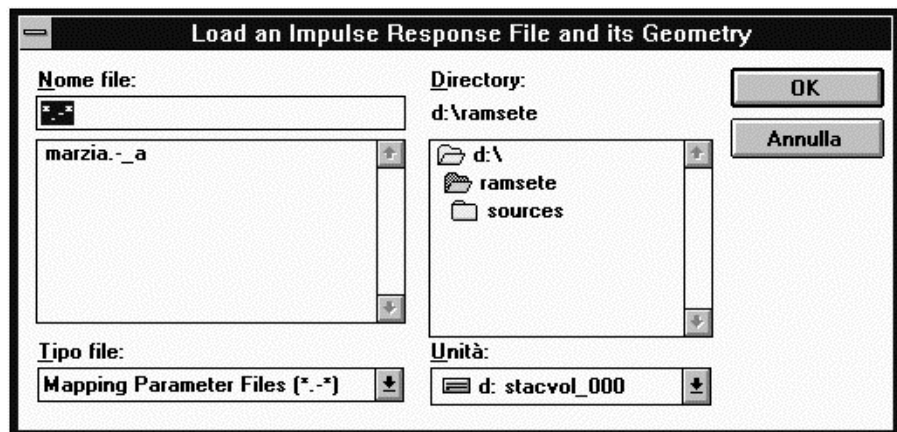 Load an Impulse Response File and its Geometry
Nome file:
*.-*
marzia.-_a
Tipo file:
Mapping Parameter Files (*.-*)
Directory:
d:\ramsete
d:\
ramsete
sources
Unità:
d: stacvol_000
OK
Annulla